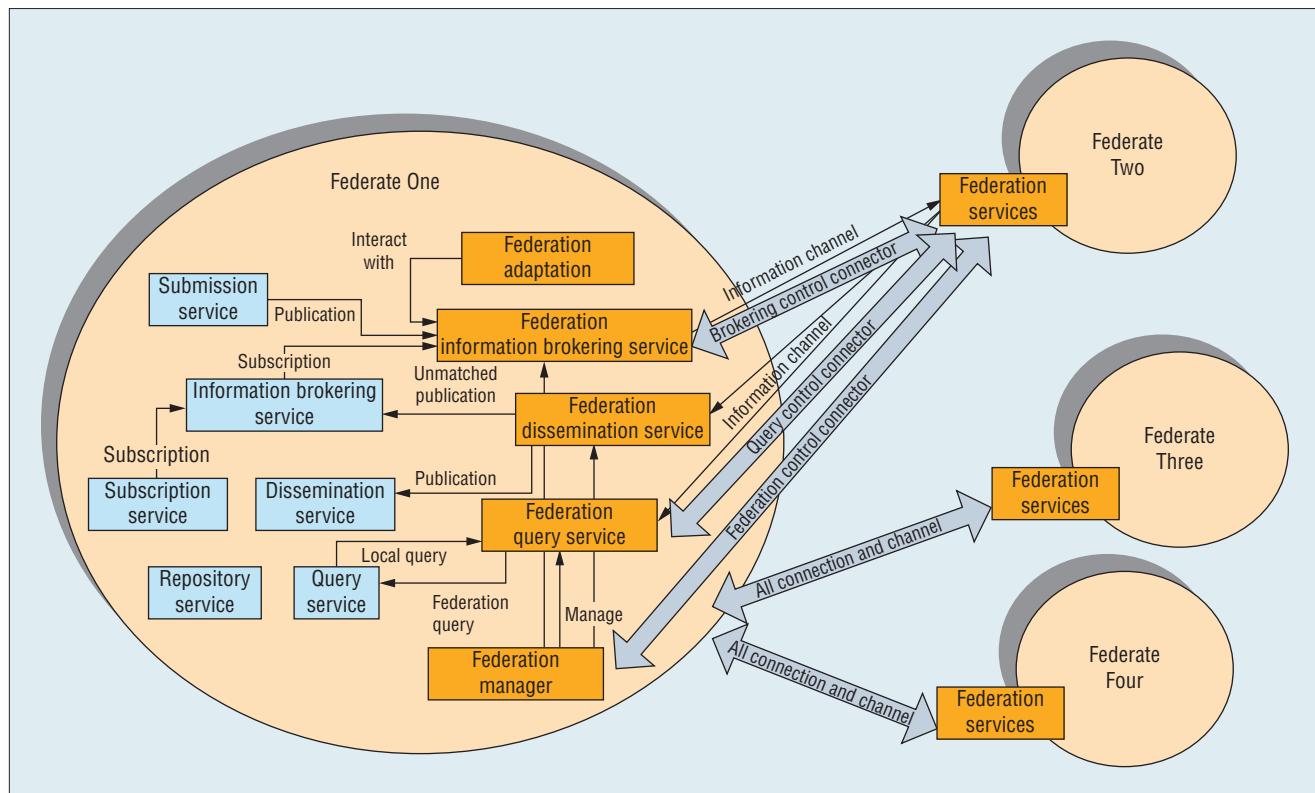 Federate One
Interact
with
Federation
adaptation
Submission
service
Publication
Federation
information brokering service
Subscription
Unmatched
publication
Information brokering
service
Federation
dissemination service
Subscription
Subscription
service
Dissemination
service
Publication
Federation
query service
Local query
Repository
service
Query
service
Federation
query
Manage
Federation
manager
Information channel
Brokering control connector
Information channel
Query control connector
Federation control connector
All connection and channel
All connection and channel
Federate
Two
Federation
services
Federate
Three
Federation
services
Federate
Four
Federation
services